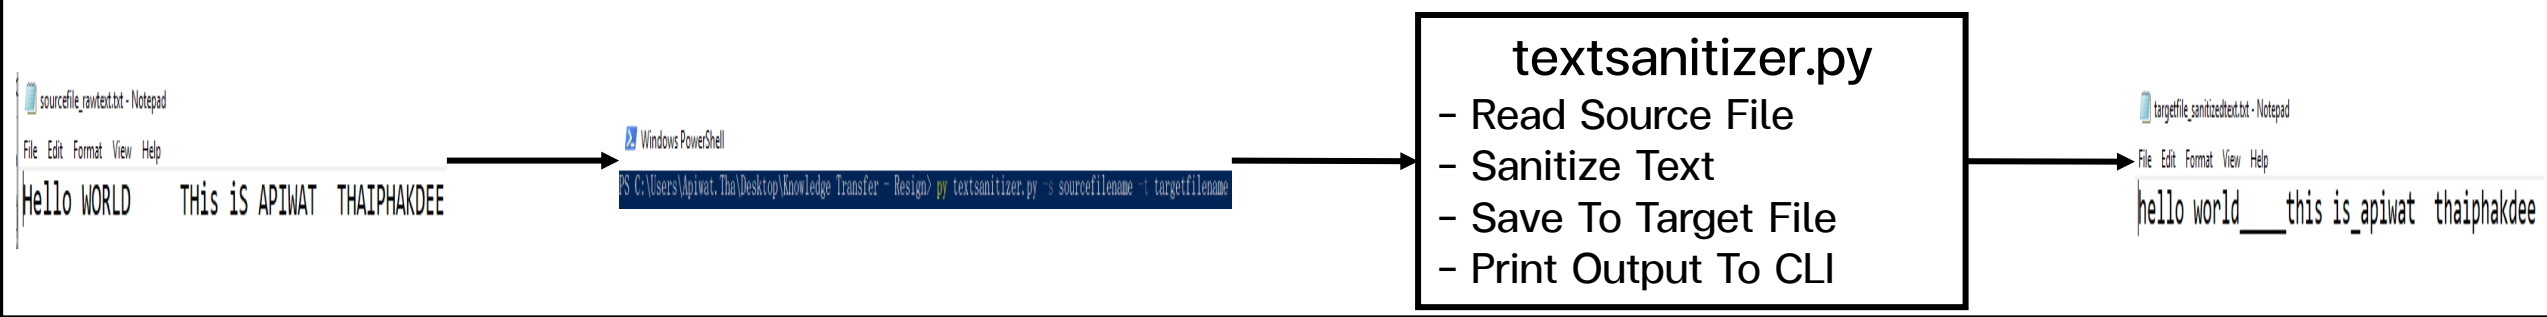 sourcefile_rawtext.txt - Notepad
File Edit Format View Help
Hello WORLD    THis iS APIWAT  THAIPHAKDEE
Windows PowerShell
PS C:\Users\Apiwat.Tha\Desktop\Knowledge Transfer - Resign> py textsanitizer.py -s sourcefilename -t targetfilename
textsanitizer.py
- Read Source File
- Sanitize Text
- Save To Target File
- Print Output To CLI
targetfile_sanitizedtext.txt - Notepad
File Edit Format View Help
hello world____this is_apiwat  thaiphakdee